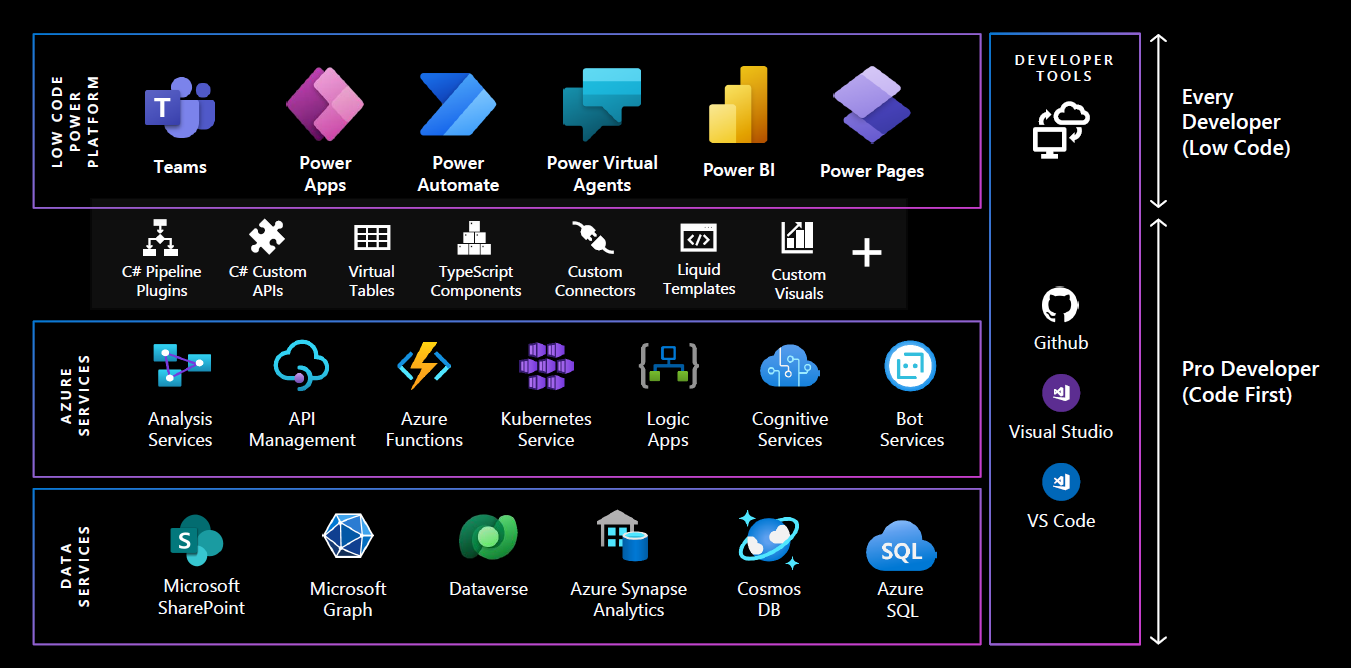 LOW CODE
POWER
PLATFORM
T
Teams
Power
Apps
Power
Automate
Power Virtual
Agents
Power BI
Power Pages
C# Pipeline
Plugins
C# Custom
APIs
Virtual
Tables
TypeScript
Components
Custom
Connectors
Liquid
Templates
Custom
Visuals
AZURE
SERVICES
Analysis
Services
API
Management
Azure
Functions
Kubernetes
Service
Logic
Apps
Cognitive
Services
Bot
Services
DATA
SERVICES
S
Microsoft
SharePoint
Microsoft
Graph
Dataverse
Azure Synapse
Analytics
Cosmos
DB
SQL
Azure
SQL
DEVELOPER
TOOLS
Github
Visual Studio
VS Code
Every
Developer
(Low Code)
Pro Developer
(Code First)